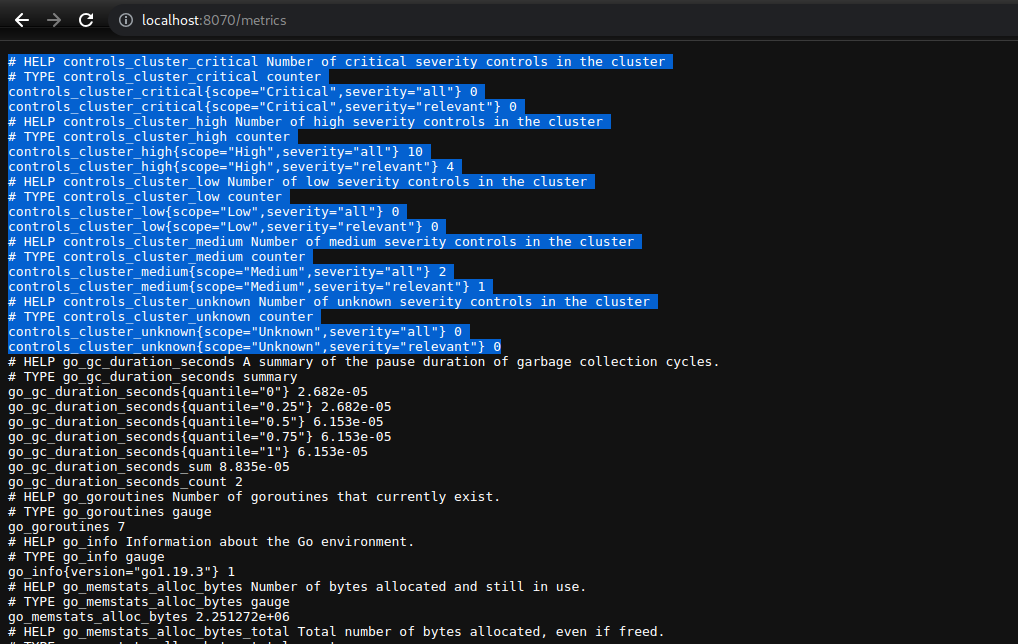 localhost:8070/metrics
# HELP controls_cluster_critical Number of critical severity controls in the cluster
# TYPE controls_cluster_critical counter
controls_cluster_critical{scope="Critical",severity="all"} 0
controls_cluster_critical{scope="Critical",severity="relevant"} 0
# HELP controls_cluster_high Number of high severity controls in the cluster
# TYPE controls_cluster_high counter
controls_cluster_high{scope="High",severity="all"} 10
controls_cluster_high{scope="High",severity="relevant"} 4
# HELP controls_cluster_low Number of low severity controls in the cluster
# TYPE controls_cluster_low counter
controls_cluster_low{scope="Low",severity="all"} 0
controls_cluster_low{scope="Low",severity="relevant"} 0
# HELP controls_cluster_medium Number of medium severity controls in the cluster
# TYPE controls_cluster_medium counter
controls_cluster_medium{scope="Medium",severity="all"} 2
controls_cluster_medium{scope="Medium",severity="relevant"} 1
# HELP controls_cluster_unknown Number of unknown severity controls in the cluster
# TYPE controls_cluster_unknown counter
controls_cluster_unknown{scope="Unknown",severity="all"} 0
controls_cluster_unknown{scope="Unknown",severity="relevant"} 0
# HELP go_gc_duration_seconds A summary of the pause duration of garbage collection cycles.
# TYPE go_gc_duration_seconds summary
go_gc_duration_seconds{quantile="0"} 2.682e-05
go_gc_duration_seconds{quantile="0.25"} 2.682e-05
go_gc_duration_seconds{quantile="0.5"} 6.153e-05
go_gc_duration_seconds{quantile="0.75"} 6.153e-05
go_gc_duration_seconds{quantile="1"} 6.153e-05
go_gc_duration_seconds_sum 8.835e-05
go_gc_duration_seconds_count 2
# HELP go_goroutines Number of goroutines that currently exist.
# TYPE go_goroutines gauge
go_goroutines 7
# HELP go_info Information about the Go environment.
# TYPE go_info gauge
go_info{version="go1.19.3"} 1
# HELP go_memstats_alloc_bytes Number of bytes allocated and still in use.
# TYPE go_memstats_alloc_bytes gauge
go_memstats_alloc_bytes 2.251272e+06
# HELP go_memstats_alloc_bytes_total Total number of bytes allocated, even if freed.